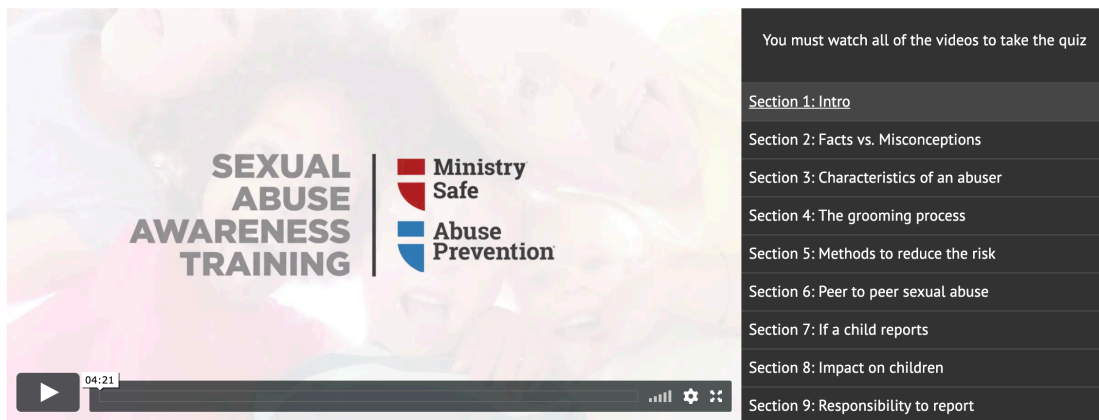 SEXUAL
ABUSE
AWARENESS
TRAINING
Ministry
Safe
Abuse
Prevention
04:21
You must watch all of the videos to take the quiz
Section 1: Intro
Section 2: Facts vs. Misconceptions
Section 3: Characteristics of an abuser
Section 4: The grooming process
Section 5: Methods to reduce the risk
Section 6: Peer to peer sexual abuse
Section 7: If a child reports
Section 8: Impact on children
Section 9: Responsibility to report